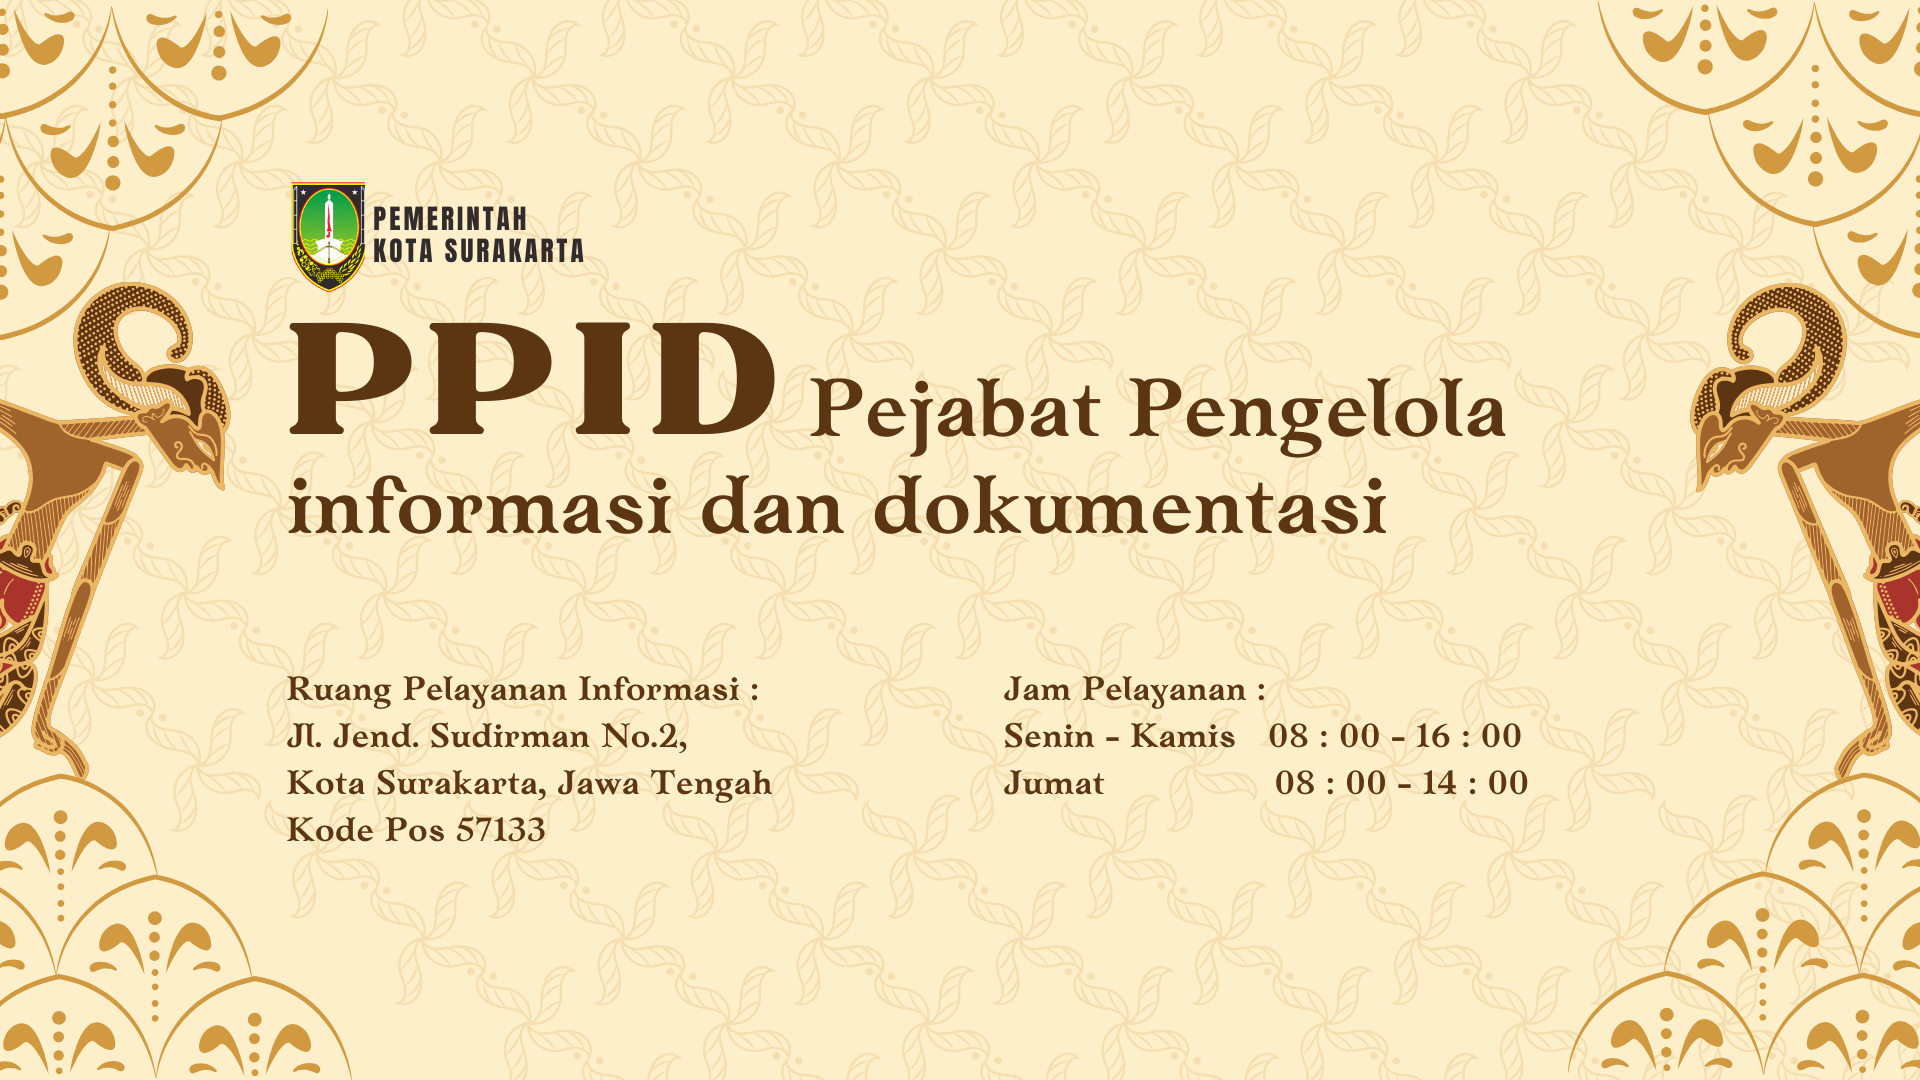 PEMERINTAH
KOTA SURAKARTA
PPID Pejabat Pengelola
informasi dan dokumentasi
Ruang Pelayanan Informasi :
Jl. Jend. Sudirman No.2,
Kota Surakarta, Jawa Tengah
Kode Pos 57133
Jam Pelayanan :
Senin - Kamis 08 : 00 - 16 : 00
Jumat 08 : 00 - 14 : 00